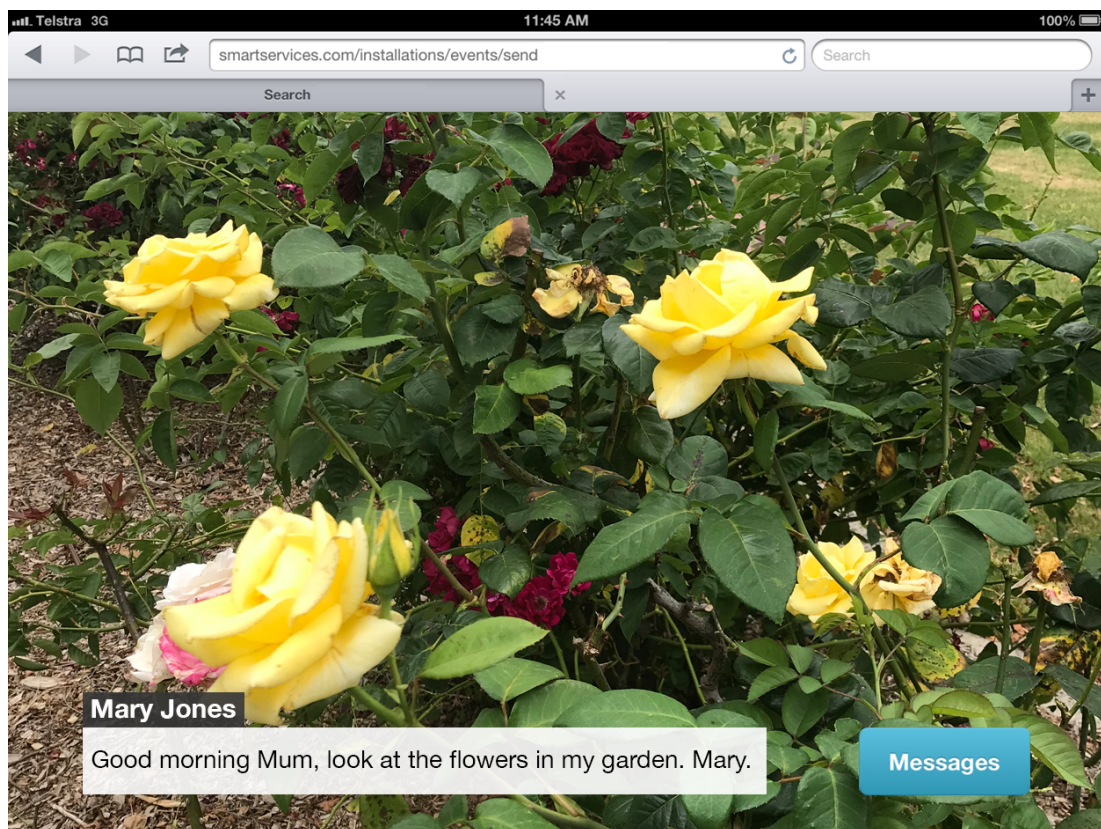 Telstra 3G 11:45 AM 100%
smartservices.com/installations/events/send Search
Search
Mary Jones
Good morning Mum, look at the flowers in my garden. Mary.
Messages